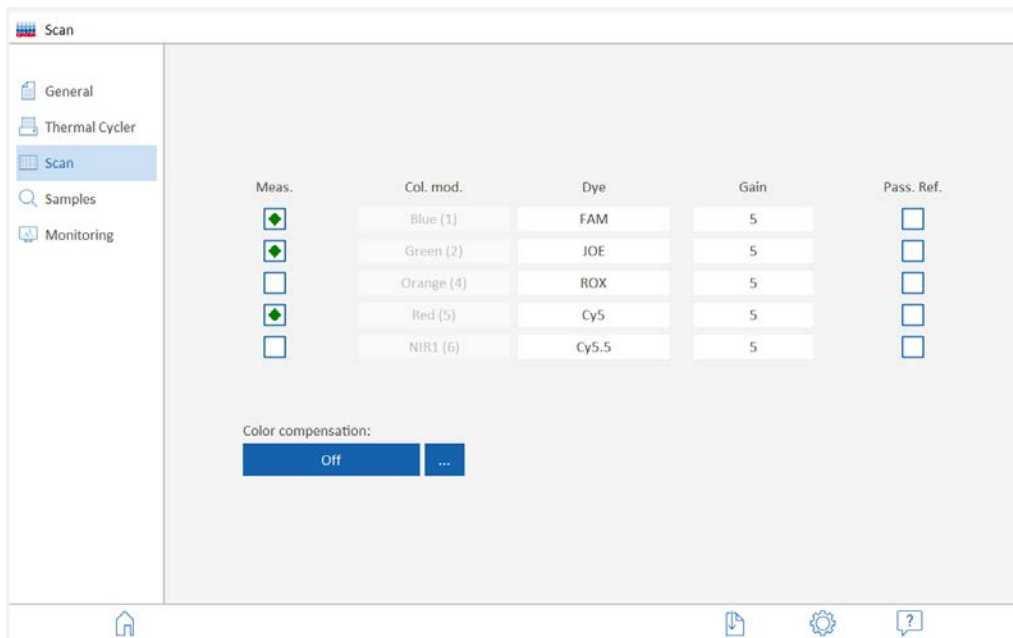 Scan
General
Thermal Cycler
Scan
Samples
Monitoring
Meas. Col. mod. Dye Gain Pass. Ref.
Blue (1) FAM 5
Green (2) JOE 5
Orange (4) ROX 5
Red (5) Cy5 5
NIR1 (6) Cy5.5 5
Color compensation:
Off ...
?